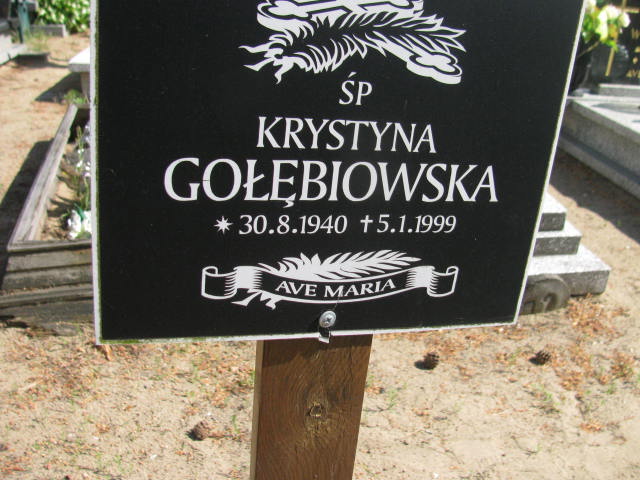 ŚP
KRYSTYNA
GOŁĘBIOWSKA
* 30.8.1940 ✝ 5.1.1999
AVE MARIA